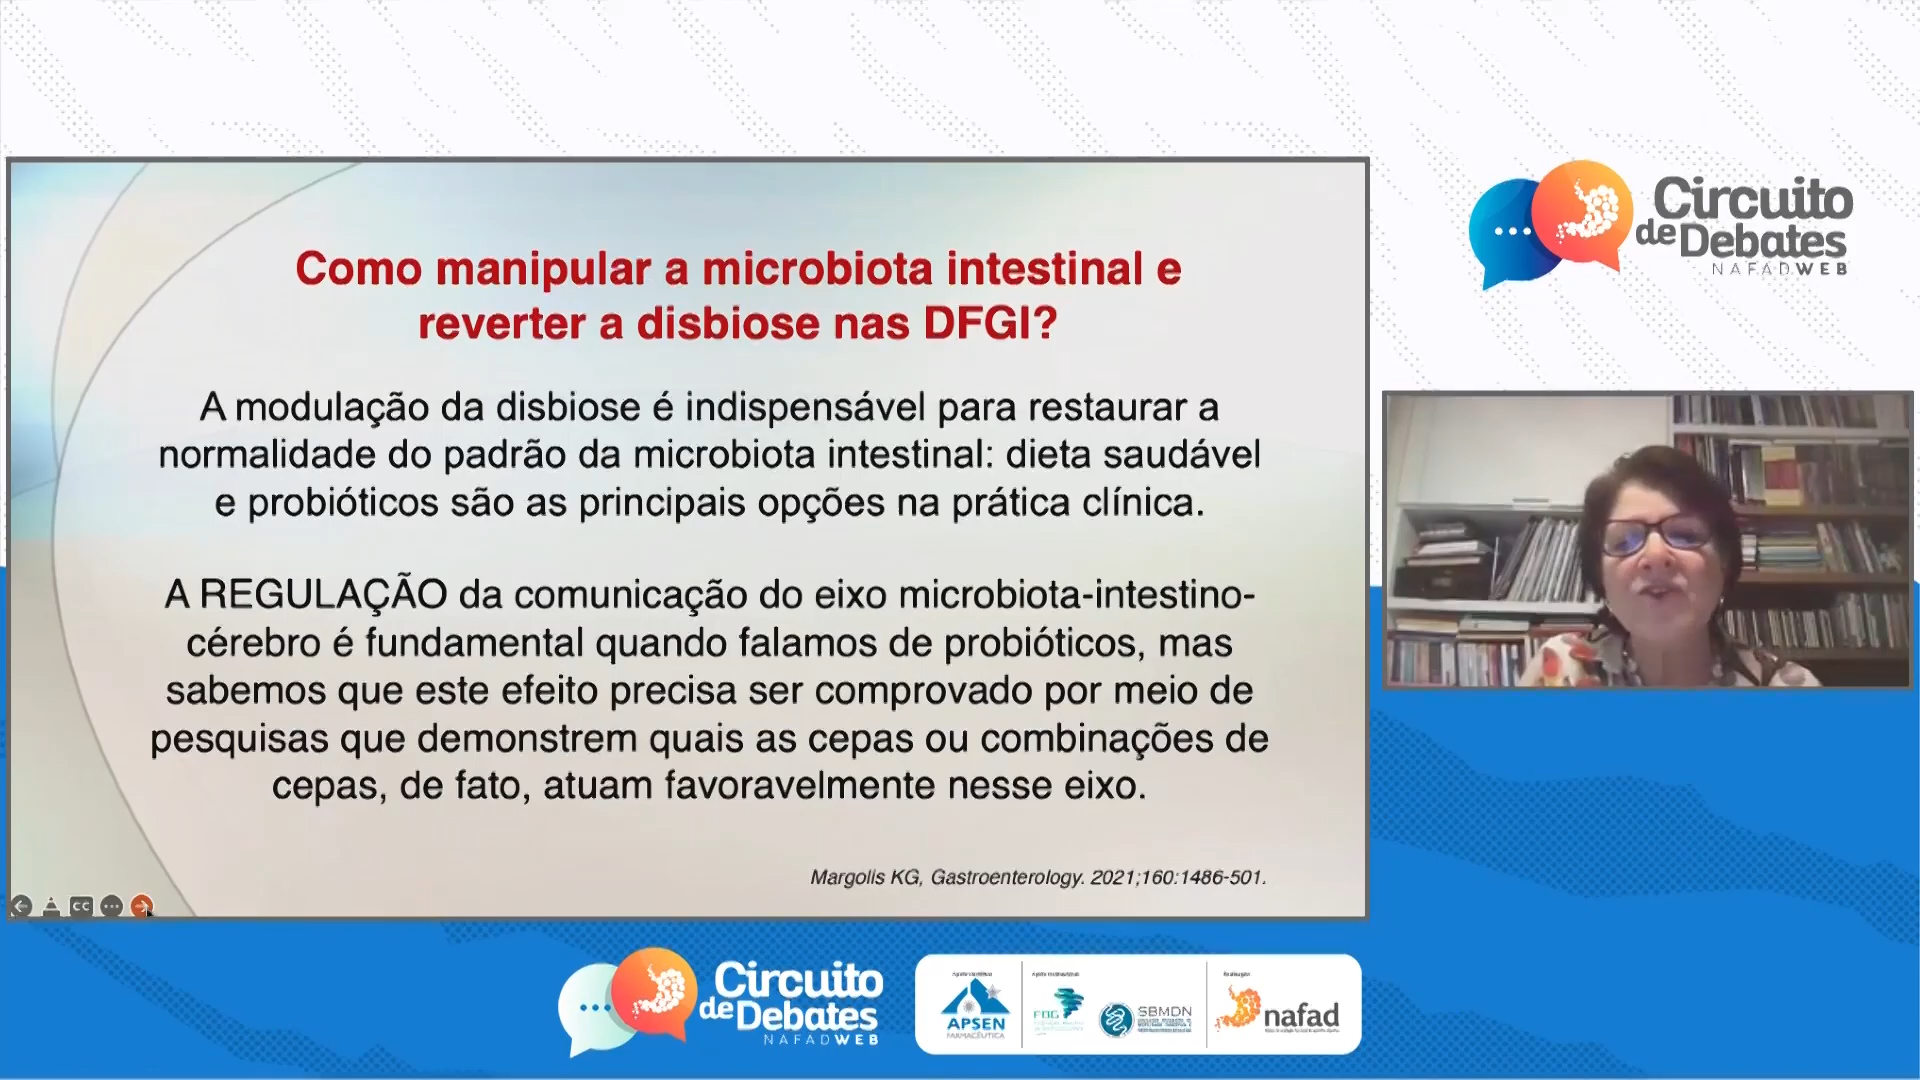 Como manipular a microbiota intestinal e
reverter a disbiose nas DFGI?
A modulação da disbiose é indispensável para restaurar a
normalidade do padrão da microbiota intestinal: dieta saudável
e probióticos são as principais opções na prática clínica.
A REGULAÇÃO da comunicação do eixo microbiota-intestino-
cérebro é fundamental quando falamos de probióticos, mas
sabemos que este efeito precisa ser comprovado por meio de
pesquisas que demonstrem quais as cepas ou combinações de
cepas, de fato, atuam favoravelmente nesse eixo.
Margolis KG, Gastroenterology. 2021;160:1486-501.
CC
Circuito
de Debates
NAFADWEB
Circuito
de Debates
NAFADWEB
APSEN
FARMACÊUTICA
FBG
SBMDN
nafad